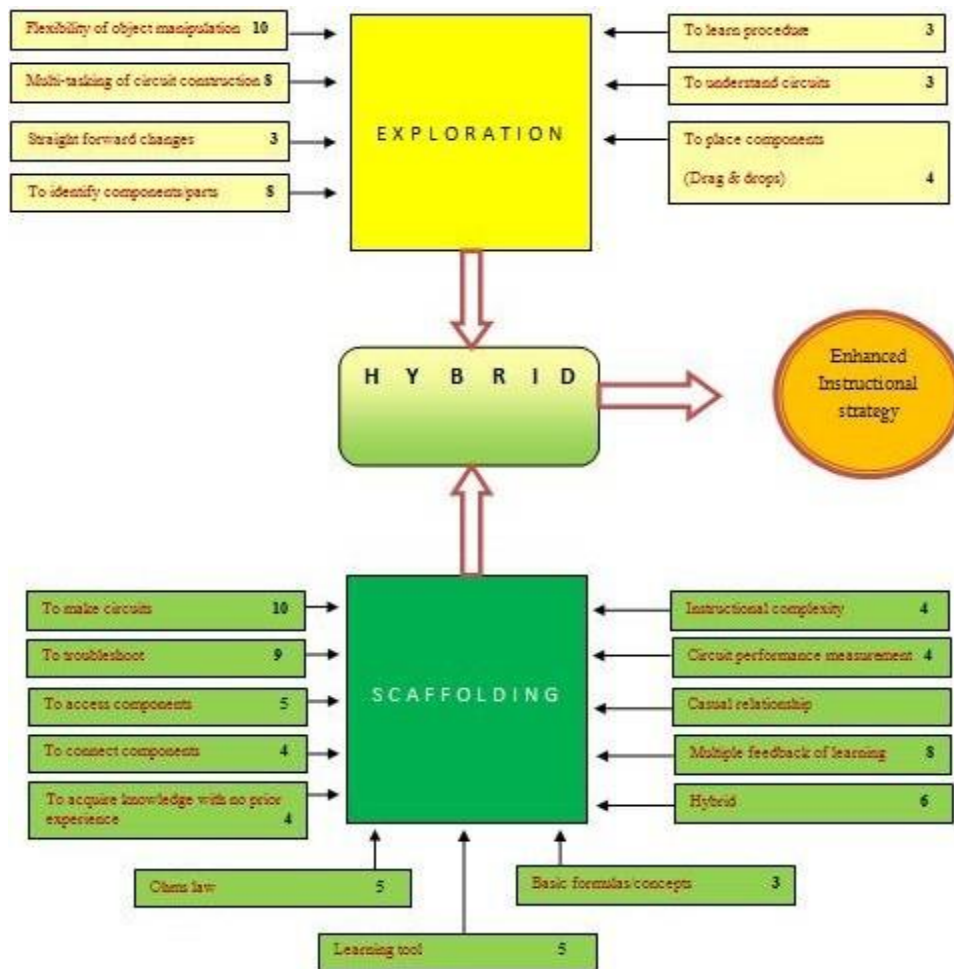 Flexibility of object manipulation 10
Multi-tasking of circuit construction 8
Straight forward changes 3
To identify components/parts 8
EXPLORATION
To learn procedure 3
To understand circuits 3
To place components
(Drag & drops) 4
HYBRID
Enhanced
Instructional
strategy
To make circuits 10
To troubleshoot 9
To access components 5
To connect components 4
To acquire knowledge with no prior
experience 4
SCAFFOLDING
Instructional complexity 4
Circuit performance measurement 4
Casual relationship
Multiple feedback of learning 8
Hybrid 6
Ohms law 5
Basic formulas/concepts 3
Learning tool 5